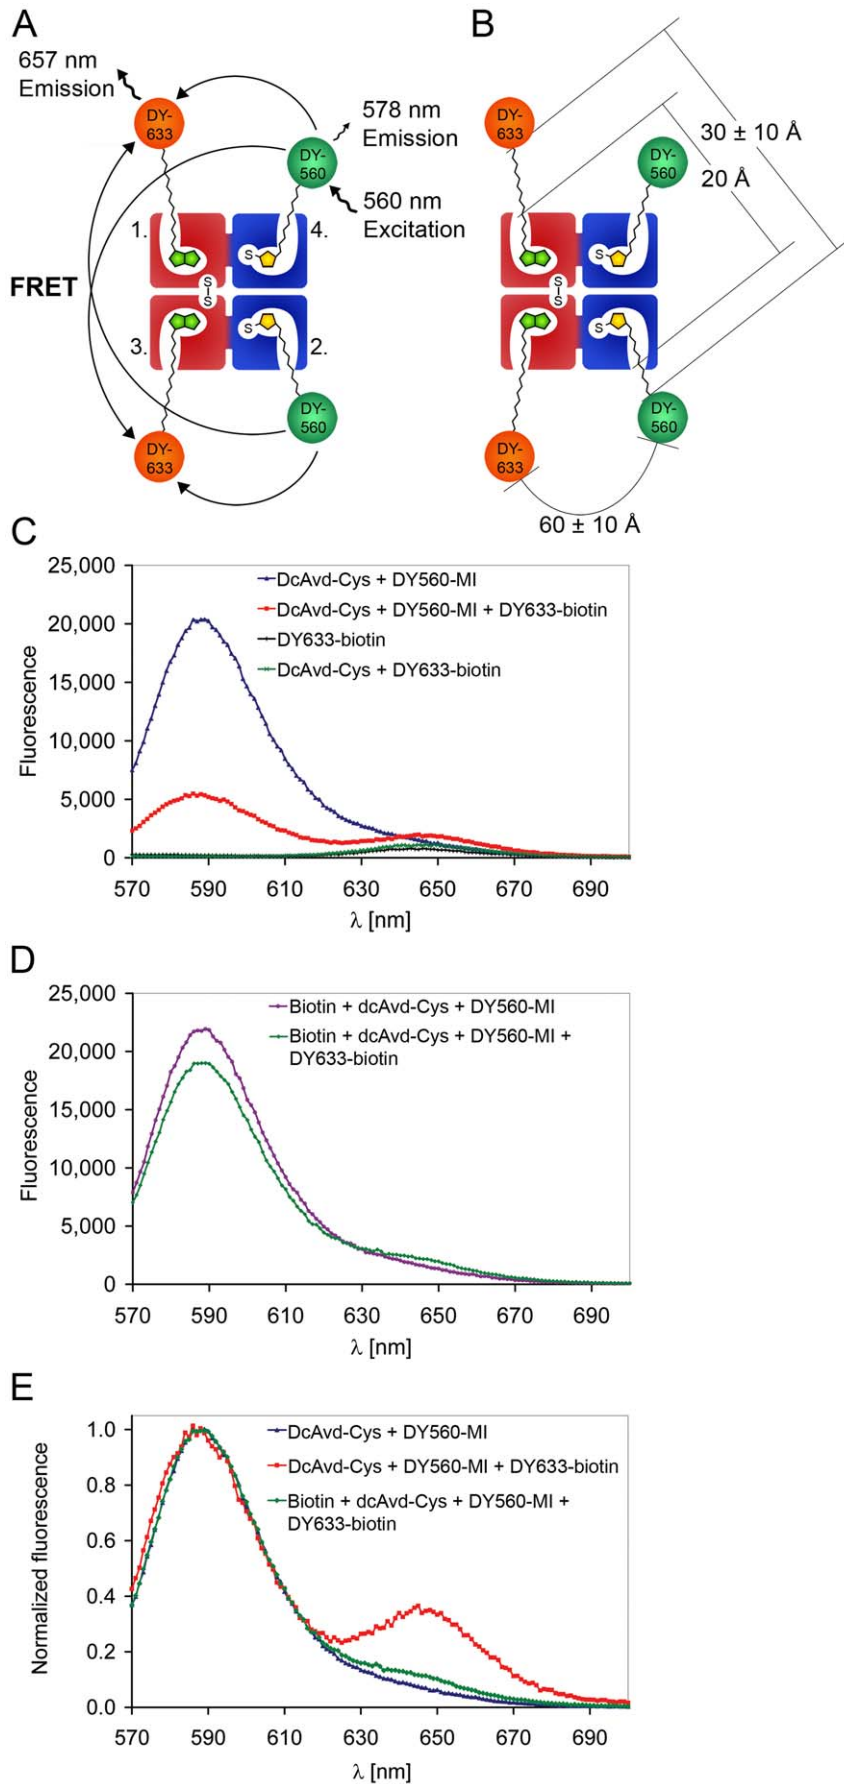 A
657 nm
Emission
DY-
633
578 nm
Emission
DY-
560
560 nm
Excitation
1.
4.
S
FRET
S
S
3.
2.
S
DY-
560
DY-
633
B
DY-
633
30 ± 10 Å
20 Å
DY-
560
S
S
S
S
DY-
560
DY-
633
60 ± 10 Å
C
25,000
20,000
15,000
10,000
5,000
0
Fluorescence
DcAvd-Cys + DY560-MI
DcAvd-Cys + DY560-MI + DY633-biotin
DY633-biotin
DcAvd-Cys + DY633-biotin
570 590 610 630 650 670 690
λ [nm]
D
25,000
20,000
15,000
10,000
5,000
0
Fluorescence
Biotin + dcAvd-Cys + DY560-MI
Biotin + dcAvd-Cys + DY560-MI +
DY633-biotin
570 590 610 630 650 670 690
λ [nm]
E
1.0
0.8
0.6
0.4
0.2
0.0
Normalized fluorescence
DcAvd-Cys + DY560-MI
DcAvd-Cys + DY560-MI + DY633-biotin
Biotin + dcAvd-Cys + DY560-MI +
DY633-biotin
570 590 610 630 650 670 690
λ [nm]